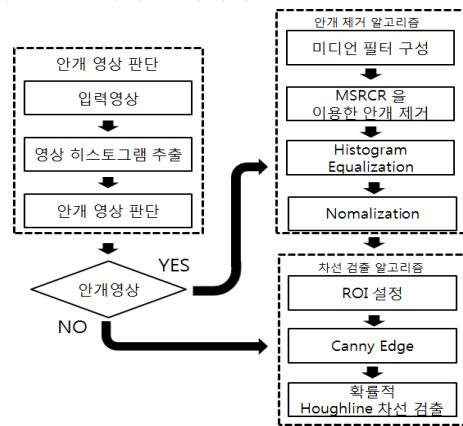 안개 영상 판단
입력영상
영상 히스토그램 추출
안개 영상 판단
안개영상
YES
NO
안개 제거 알고리즘
미디언 필터 구성
MSRCR 을
이용한 안개 제거
Histogram
Equalization
Nomalization
차선 검출 알고리즘
ROI 설정
Canny Edge
확률적
Houghline 차선 검출